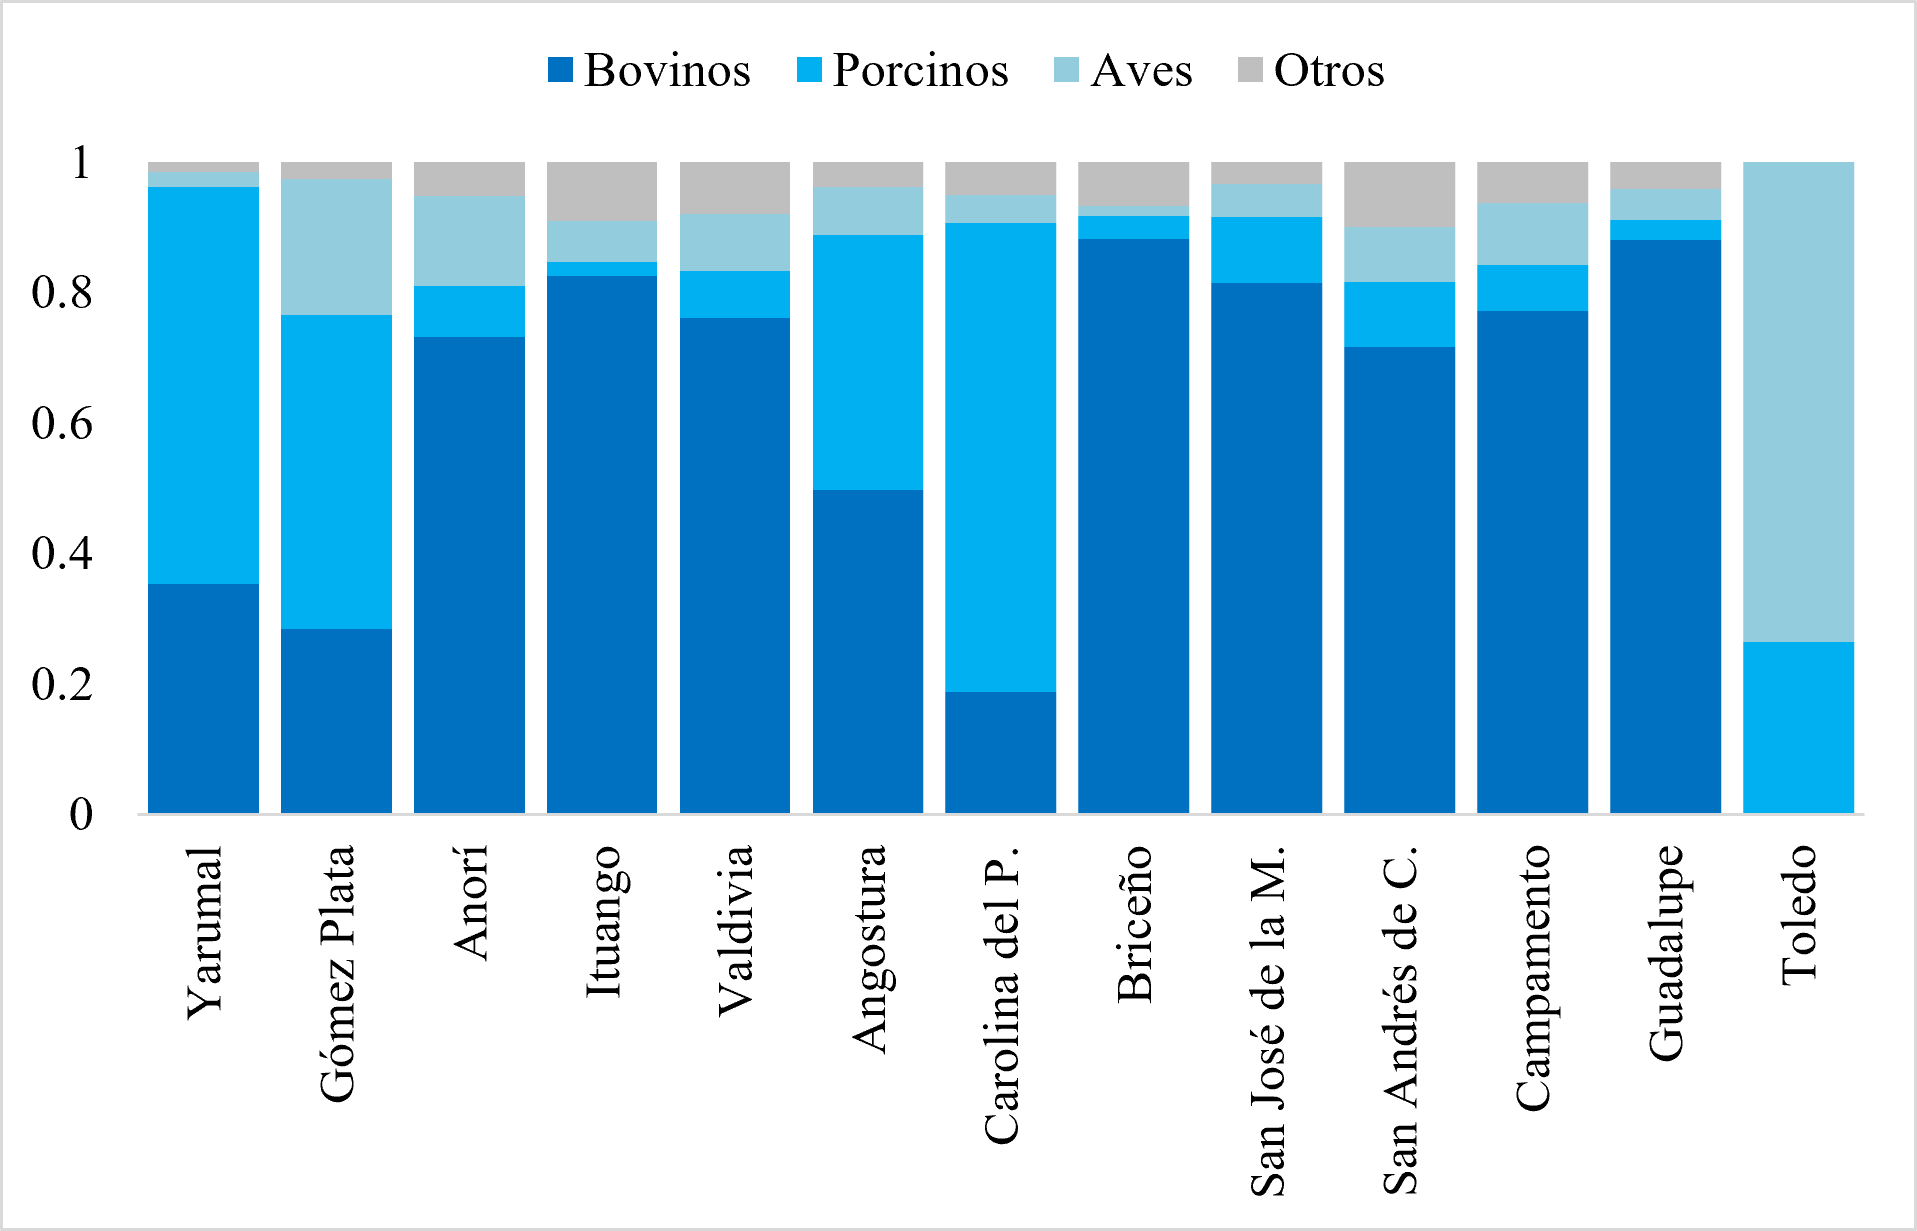 Bovinos Porcinos Aves Otros
1
0.8
0.6
0.4
0.2
0
Yarumal
Gómez Plata
Anorí
Ituango
Valdivia
Angostura
Carolina del P.
Briceño
San José de la M.
San Andrés de C.
Campamento
Guadalupe
Toledo